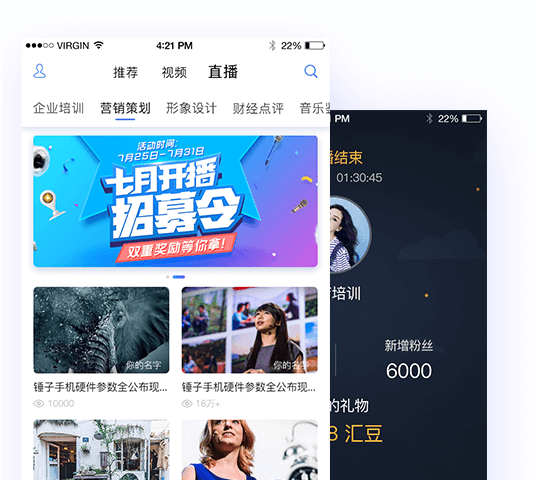 VIRGIN 4:21 PM 22%
推荐 视频 直播
企业培训 营销策划 形象设计 财经点评 音乐
活动时间:
7月25日-7月31日
七月开播
招募令
双重奖励等你拿!
你的名字
你的名字
锤子手机硬件参数全公布现...
锤子手机硬件参数全公布现...
10000
16万+
PM 22%
播结束
01:30:45
培训
新增粉丝
6000
的礼物
汇豆